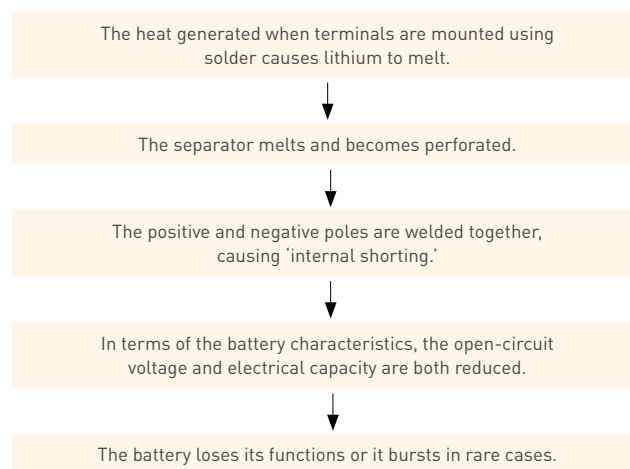 The heat generated when terminals are mounted using
solder causes lithium to melt.
The separator melts and becomes perforated.
The positive and negative poles are welded together,
causing ‘internal shorting.’
In terms of the battery characteristics, the open-circuit
voltage and electrical capacity are both reduced.
The battery loses its functions or it bursts in rare cases.